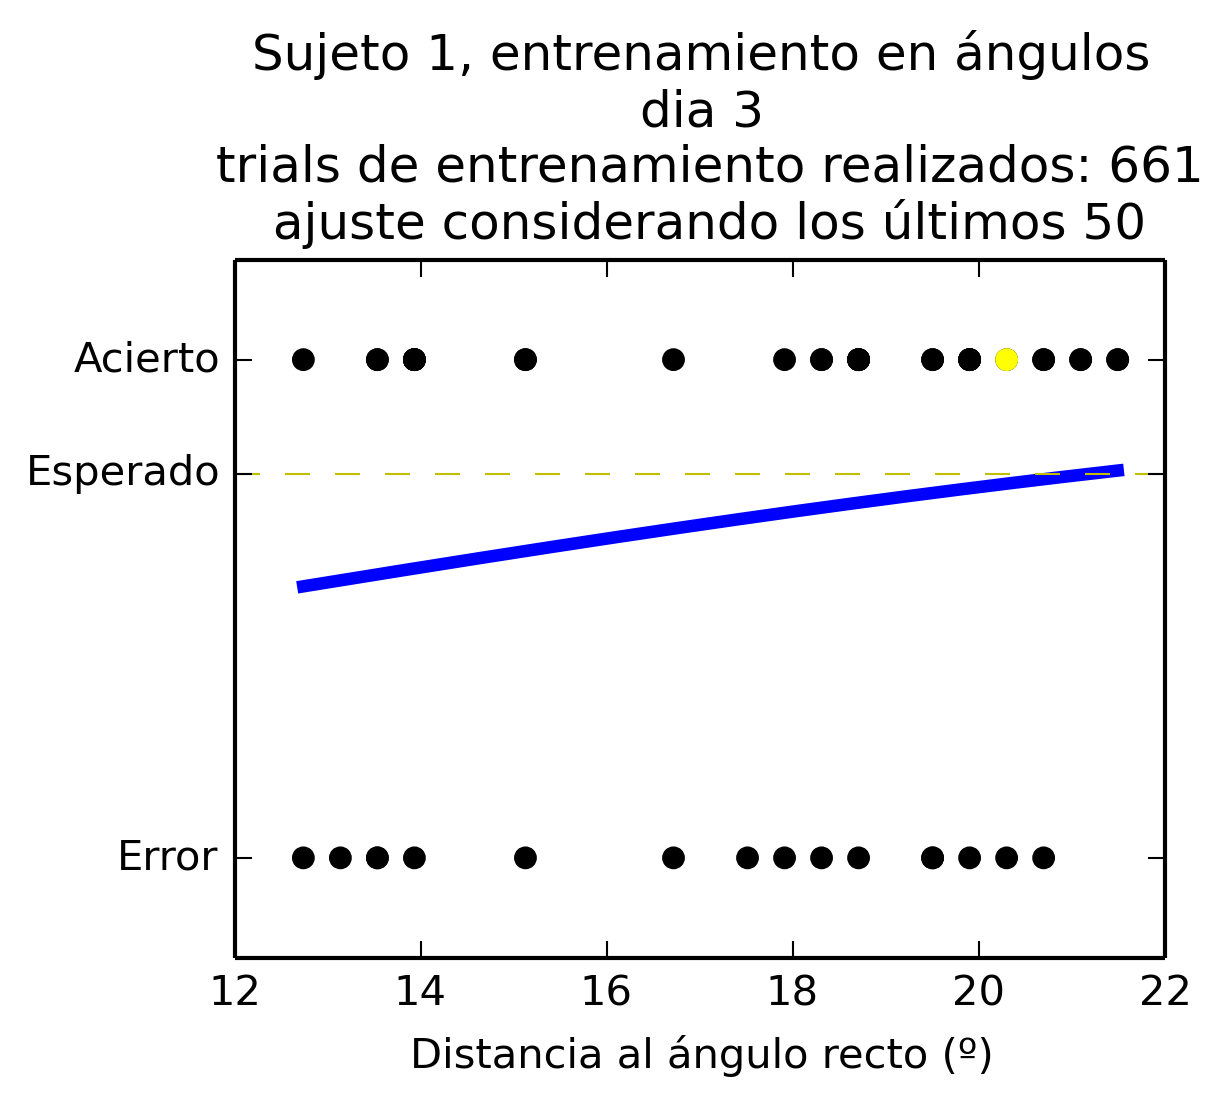 Sujeto 1, entrenamiento en ángulos
dia 3
trials de entrenamiento realizados: 661
ajuste considerando los últimos 50
Acierto
Esperado
Error
12 14 16 18 20 22
Distancia al ángulo recto (º)